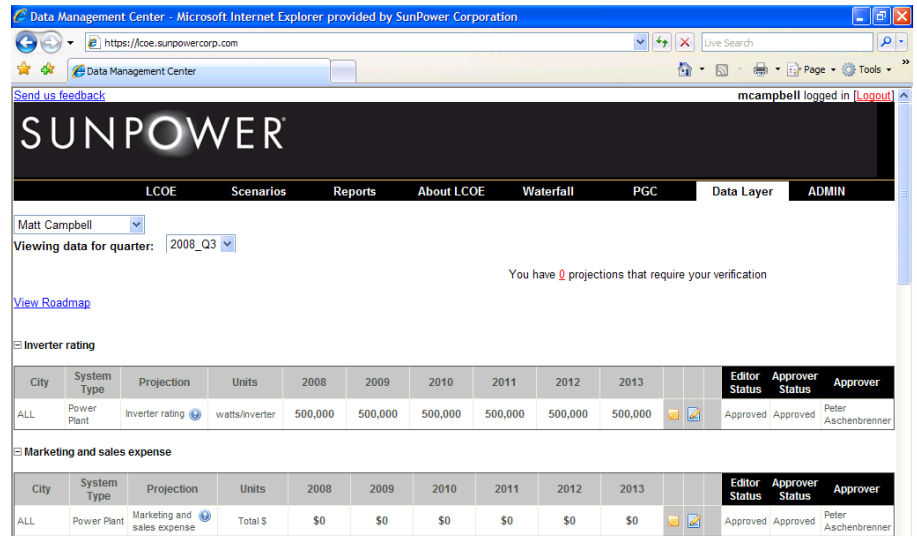 Data Management Center - Microsoft Internet Explorer provided by SunPower Corporation
https://lcoe.sunpowercorp.com
Live Search
Data Management Center
Page
Tools
Send us feedback
mcampbell logged in [Logout]
SUNPOWER
LCOE Scenarios Reports About LCOE Waterfall PGC Data Layer ADMIN
Matt Campbell
Viewing data for quarter: 2008_Q3
You have 0 projections that require your verification
View Roadmap
Inverter rating
City System Type Projection Units 2008 2009 2010 2011 2012 2013 Editor Status Approver Status Approver
ALL Power Plant Inverter rating watts/inverter 500,000 500,000 500,000 500,000 500,000 500,000 Approved Approved Peter Aschenbrenner
Marketing and sales expense
City System Type Projection Units 2008 2009 2010 2011 2012 2013 Editor Status Approver Status Approver
ALL Power Plant Marketing and sales expense Total $ $0 $0 $0 $0 $0 $0 Approved Approved Peter Aschenbrenner